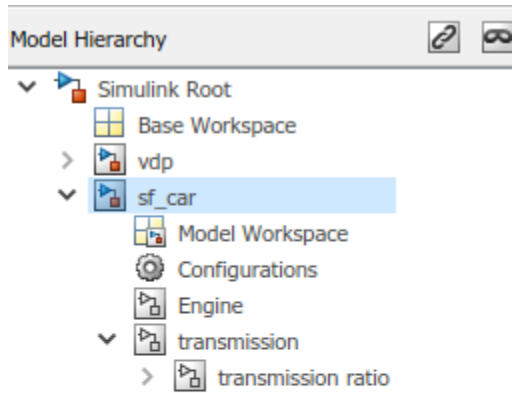 Model Hierarchy
Simulink Root
Base Workspace
vdp
sf_car
Model Workspace
Configurations
Engine
transmission
transmission ratio